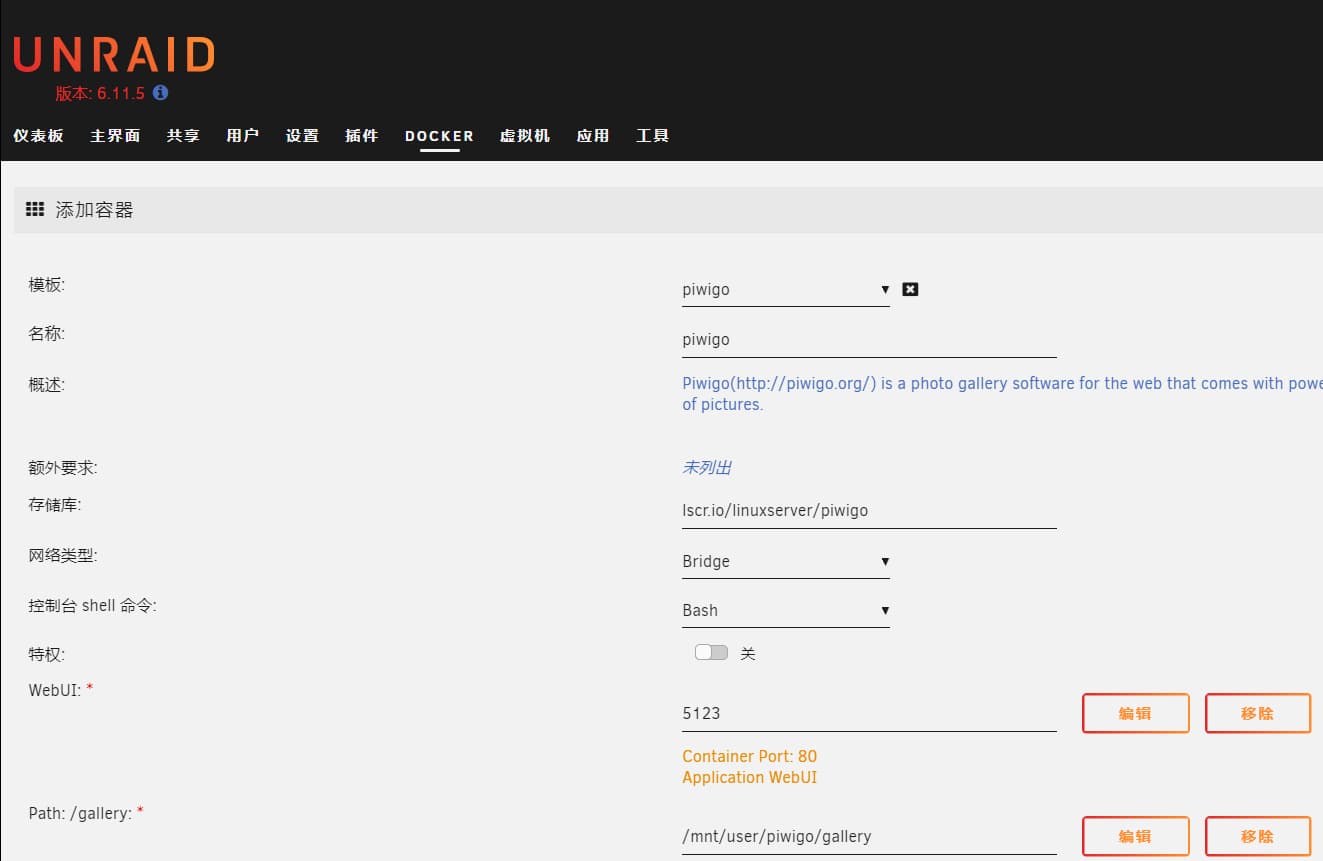 UNRAID
版本: 6.11.5
仪表板 主界面 共享 用户 设置 插件 DOCKER 虚拟机 应用 工具
添加容器
模板: piwigo
名称: piwigo
概述: Piwigo(http://piwigo.org/) is a photo gallery software for the web that comes with powe
of pictures.
额外要求: 未列出
存储库: lscr.io/linuxserver/piwigo
网络类型: Bridge
控制台 shell 命令: Bash
特权: 关
WebUI: *
5123 编辑 移除
Container Port: 80
Application WebUI
Path: /gallery: *
/mnt/user/piwigo/gallery 编辑 移除